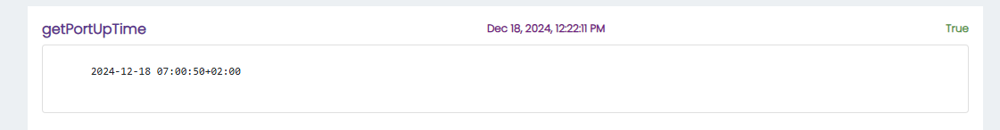 getPortUpTime Dec 18, 2024, 12:22:11 PM True
2024-12-18 07:00:50+02:00